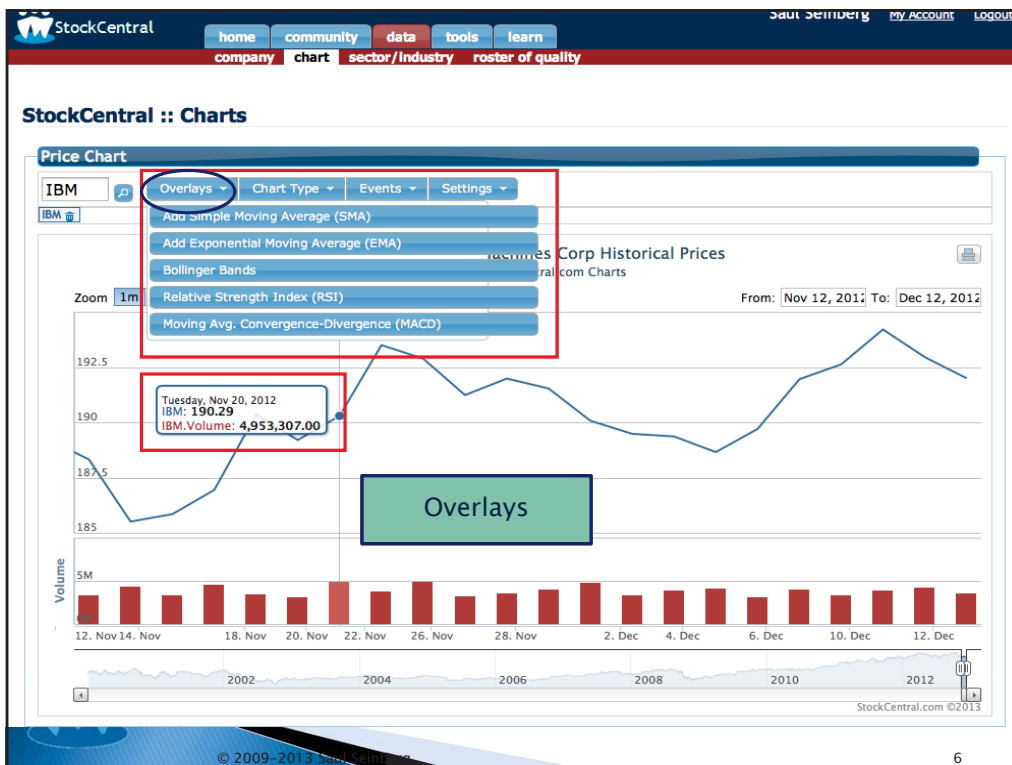 StockCentral
Saul Seinberg My Account Logout
home community data tools learn
company chart sector/industry roster of quality
StockCentral :: Charts
Price Chart
IBM Overlays Chart Type Events Settings
IBM
Add Simple Moving Average (SMA)
Add Exponential Moving Average (EMA)
Bollinger Bands
Relative Strength Index (RSI)
Moving Avg. Convergence-Divergence (MACD)
Corp Historical Prices
.com Charts
Zoom 1m
From: Nov 12, 2012 To: Dec 12, 2012
192.5
Tuesday, Nov 20, 2012
IBM: 190.29
IBM.Volume: 4,953,307.00
190
187.5
Overlays
185
Volume
5M
12. Nov 14. Nov 18. Nov 20. Nov 22. Nov 26. Nov 28. Nov 2. Dec 4. Dec 6. Dec 10. Dec 12. Dec
2002 2004 2006 2008 2010 2012
StockCentral.com ©2013
© 2009-2013 Saul Seinberg
6